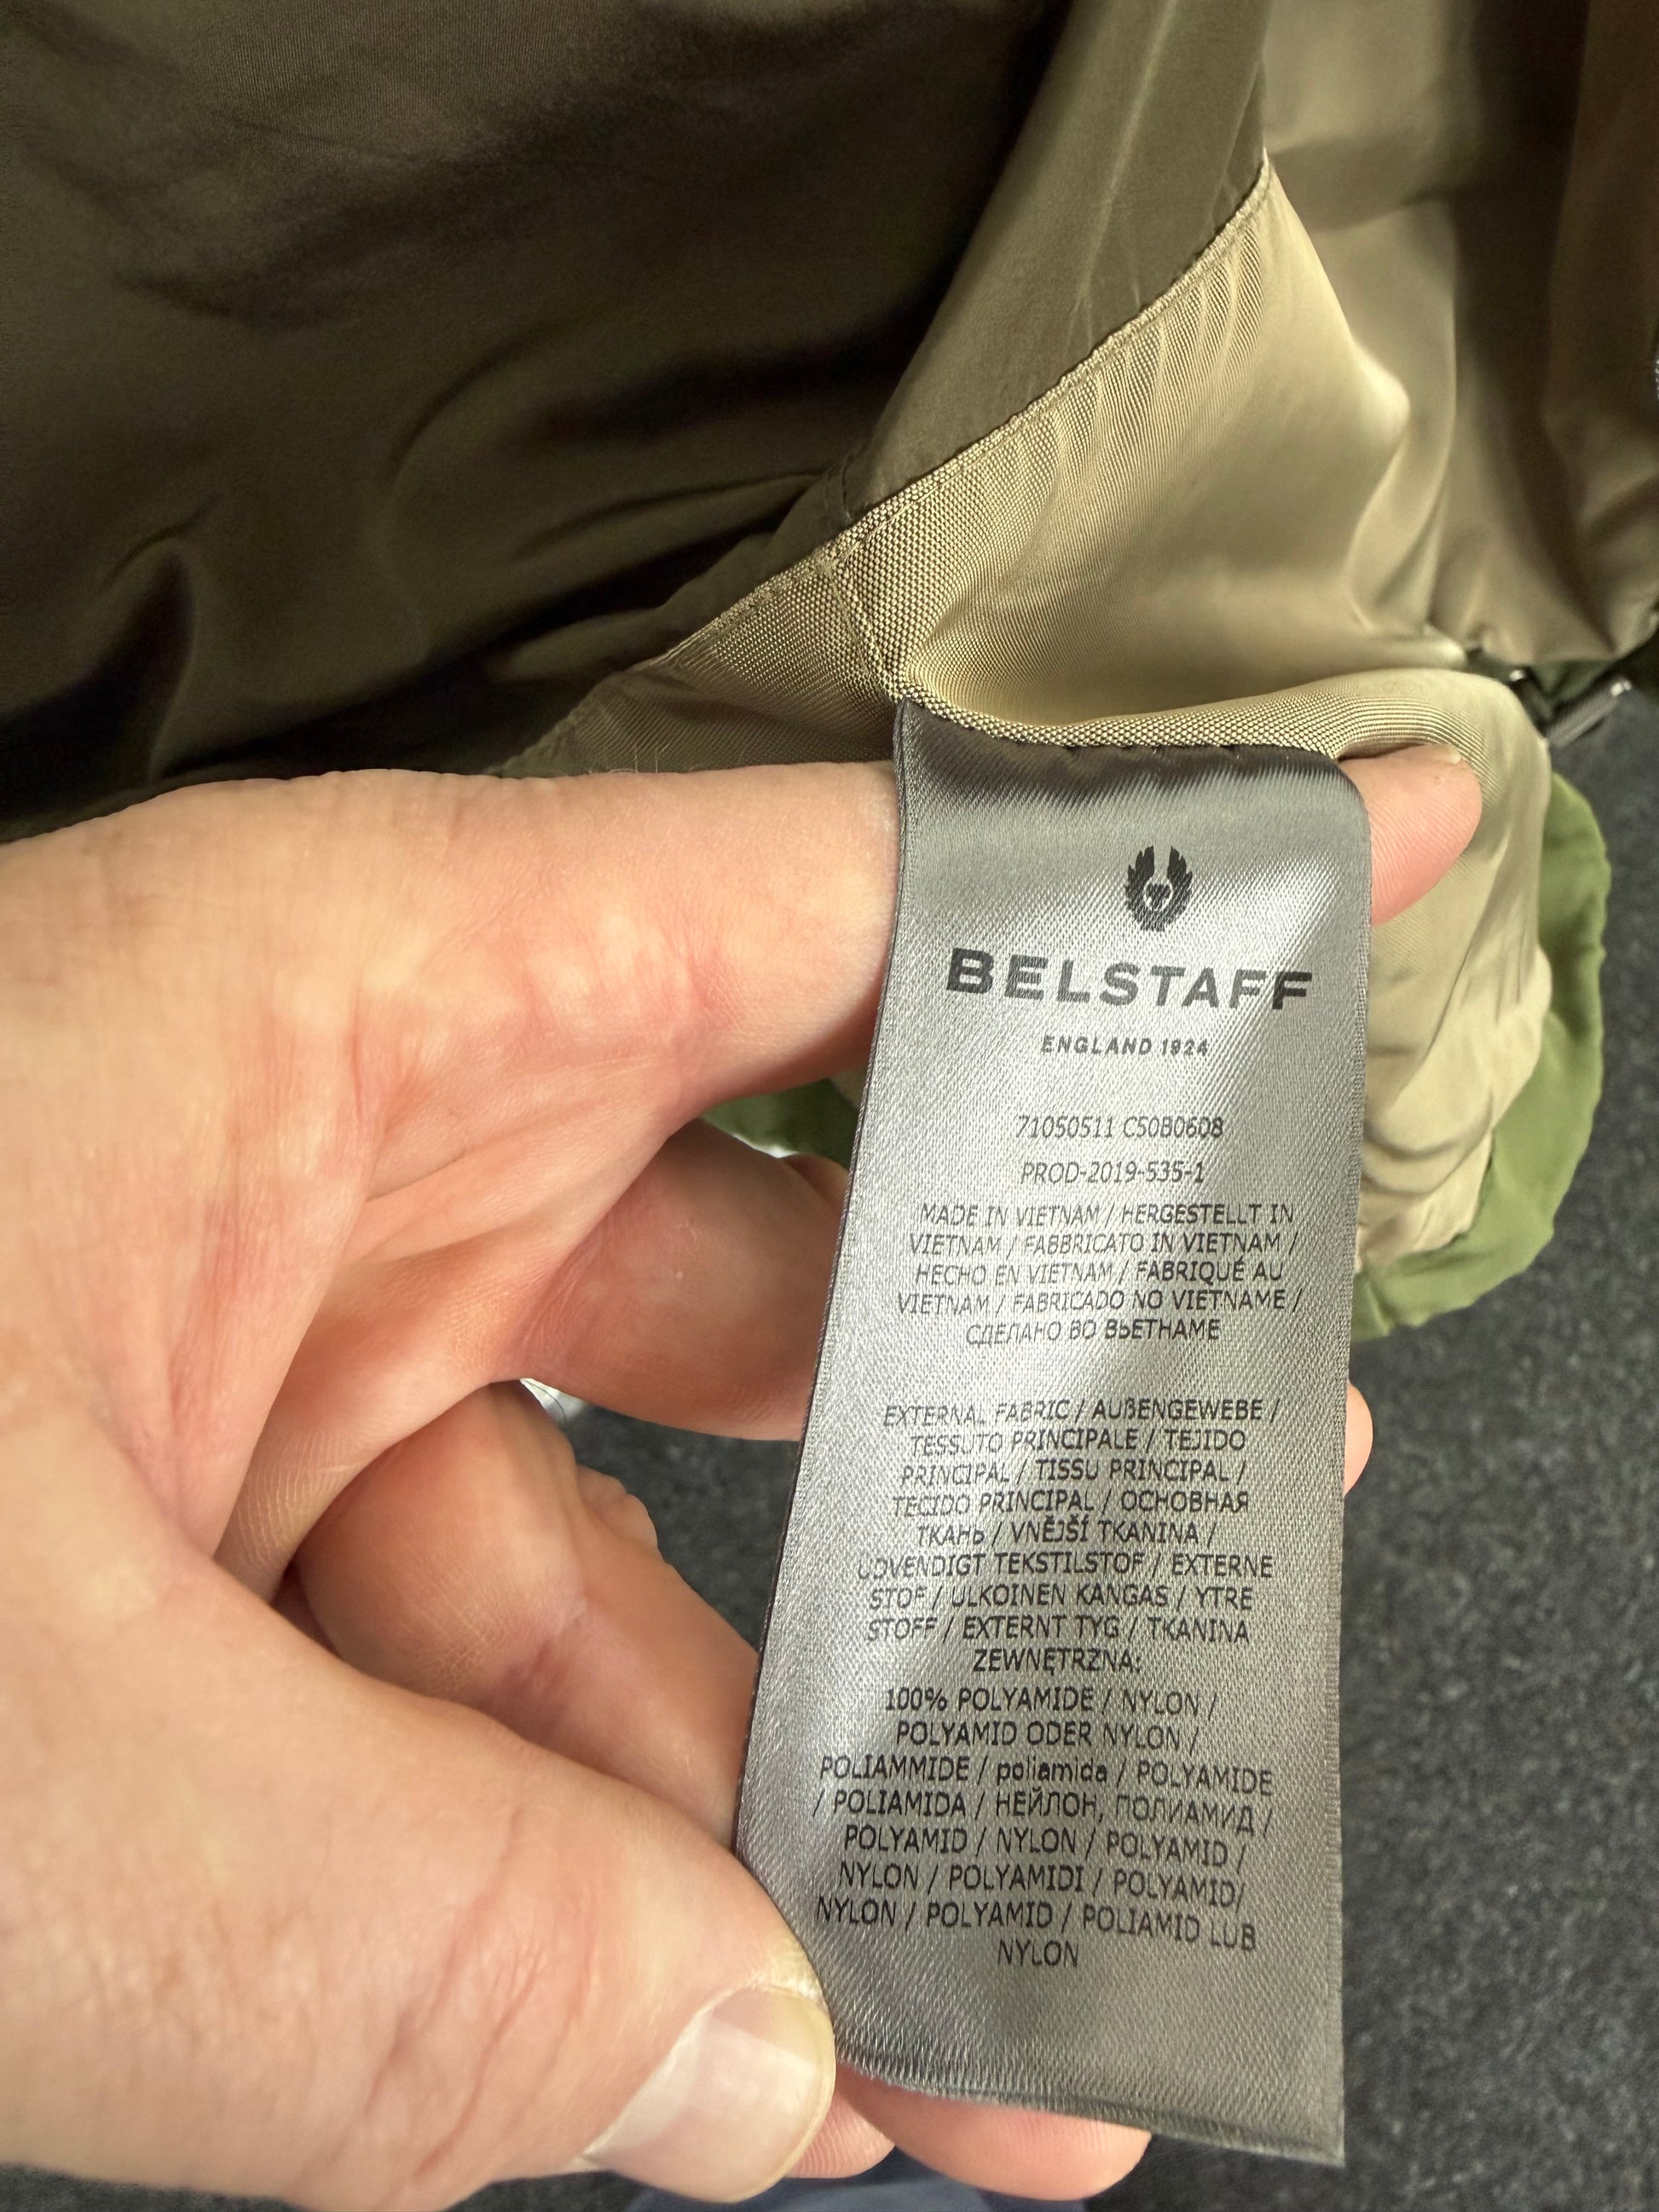 BELSTAFF
ENGLAND 1924
71050511 C50B0608
PROD-2019-535-1
MADE IN VIETNAM / HERGESTELLT IN
VIETNAM / FABBRICATO IN VIETNAM /
HECHO EN VIETNAM / FABRIQUÉ AU
VIETNAM / FABRICADO NO VIETNAME /
СДЕЛАНО ВО ВЬЕТНАМЕ
EXTERNAL FABRIC / AUßENGEWEBE /
TESSUTO PRINCIPALE / TEJIDO
PRINCIPAL / TISSU PRINCIPAL /
TECIDO PRINCIPAL / ОСНОВНАЯ
ТКАНЬ / VNĚJŠÍ TKANINA /
UDVENDIGT TEKSTILSTOF / EXTERNE
STOF / ULKOINEN KANGAS / YTRE
STOFF / EXTERNT TYG / TKANINA
ZEWNĘTRZNA:
100% POLYAMIDE / NYLON /
POLYAMID ODER NYLON /
POLIAMMIDE / poliamida / POLYAMIDE
/ POLIAMIDA / НЕЙЛОН, ПОЛИАМИД /
POLYAMID / NYLON / POLYAMID /
NYLON / POLYAMIDI / POLYAMID/
NYLON / POLYAMID / POLIAMID LUB
NYLON